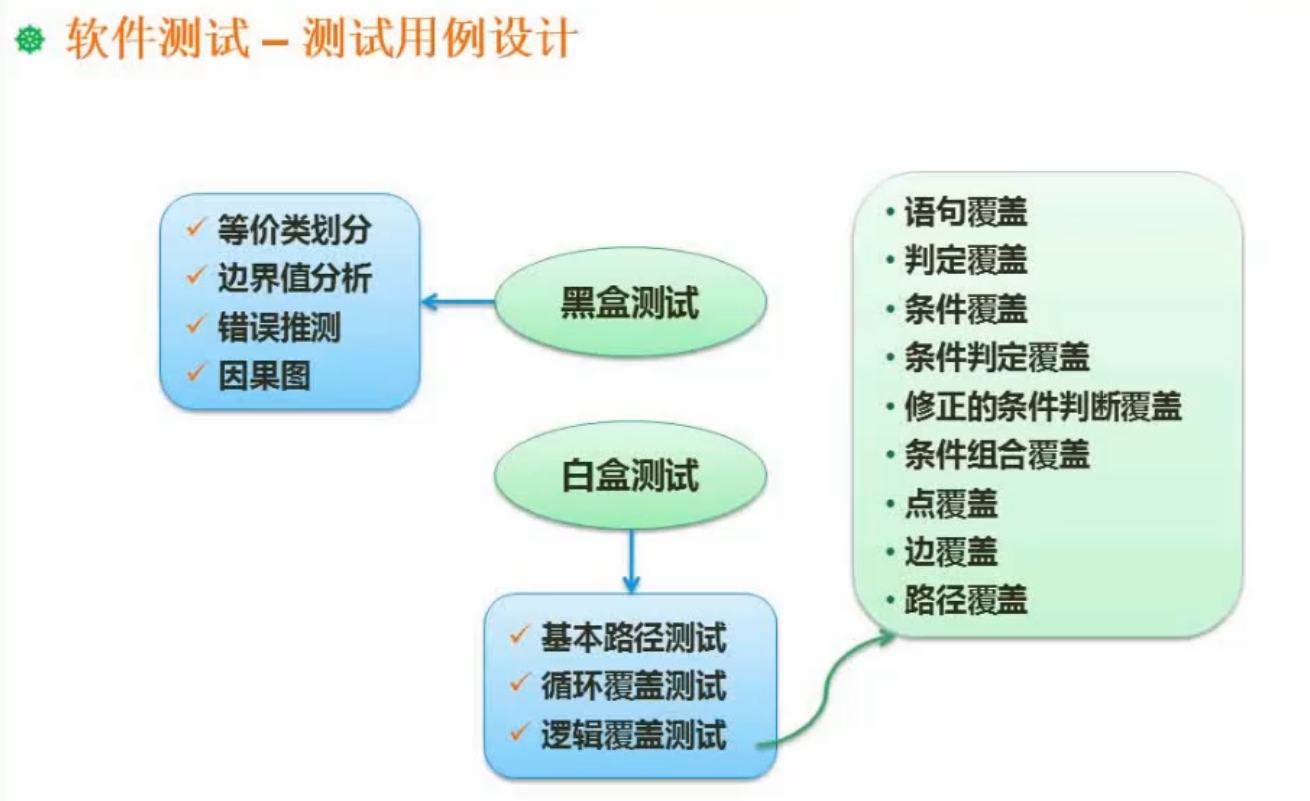 软件测试 – 测试用例设计
等价类划分
边界值分析
错误推测
因果图
黑盒测试
白盒测试
基本路径测试
循环覆盖测试
逻辑覆盖测试
语句覆盖
判定覆盖
条件覆盖
条件判定覆盖
修正的条件判断覆盖
条件组合覆盖
点覆盖
边覆盖
路径覆盖